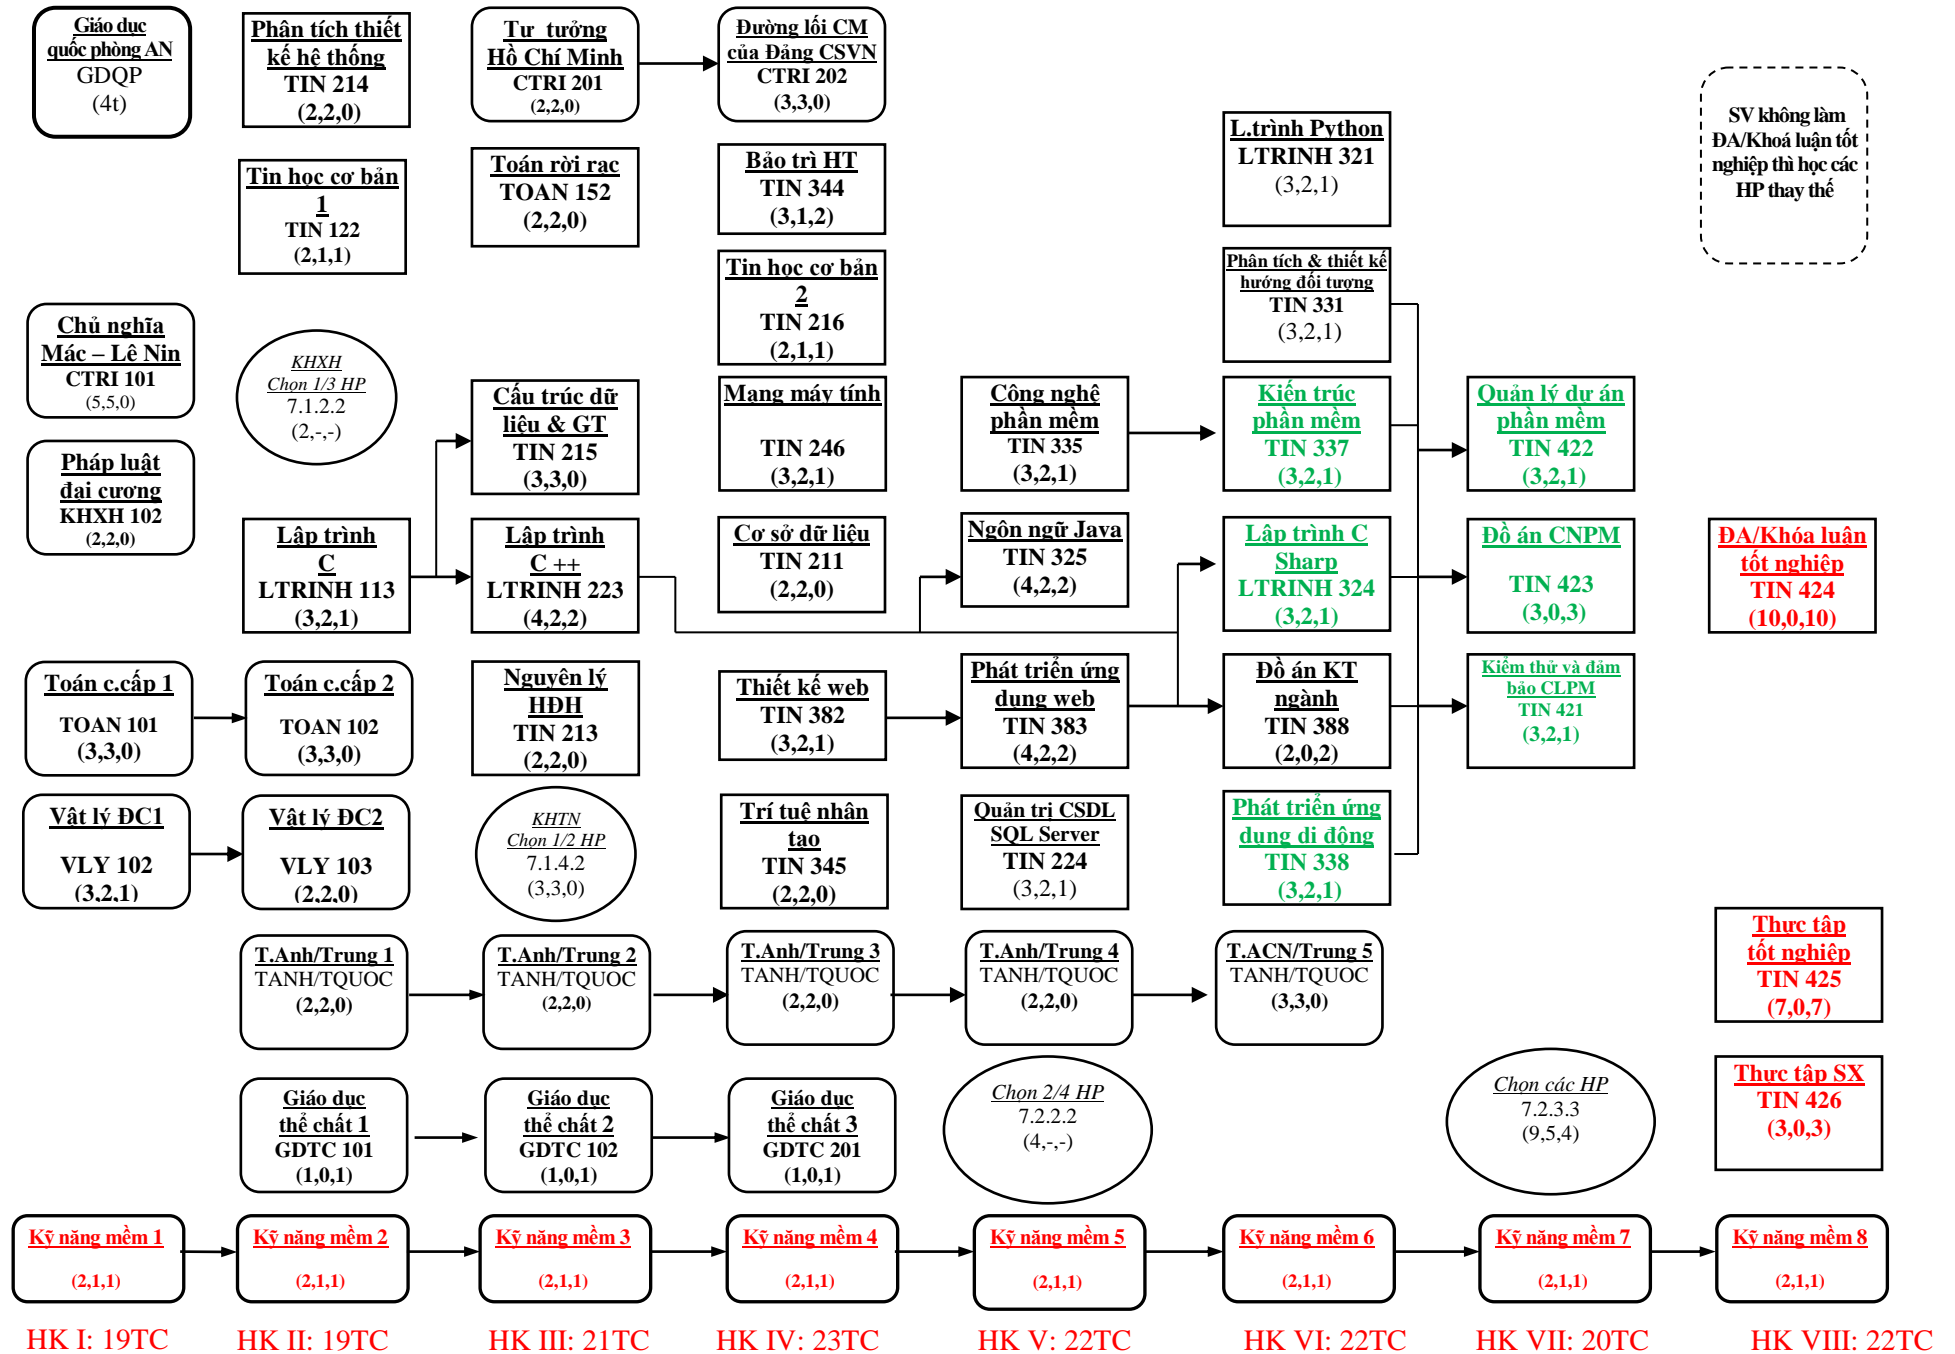 Giáo dục
quốc phòng AN
GDQP
(4t)
Chủ nghĩa
Mác – Lê Nin
CTRI 101
(5,5,0)
Pháp luật
đại cương
KHXH 102
(2,2,0)
Toán c.cấp 1
TOAN 101
(3,3,0)
Vật lý ĐC1
VLY 102
(3,2,1)
Kỹ năng mềm 1
(2,1,1)
HK I: 19TC
Phân tích thiết
kế hệ thống
TIN 214
(2,2,0)
Tin học cơ bản
1
TIN 122
(2,1,1)
KHXH
Chọn 1/3 HP
7.1.2.2
(2,-,-)
Lập trình
C
LTRINH 113
(3,2,1)
Toán c.cấp 2
TOAN 102
(3,3,0)
Vật lý ĐC2
VLY 103
(2,2,0)
T.Anh/Trung 1
TANH/TQUOC
(2,2,0)
Giáo dục
thể chất 1
GDTC 101
(1,0,1)
Kỹ năng mềm 2
(2,1,1)
HK II: 19TC
Tư tưởng
Hồ Chí Minh
CTRI 201
(2,2,0)
Toán rời rạc
TOAN 152
(2,2,0)
Cấu trúc dữ
liệu & GT
TIN 215
(3,3,0)
Lập trình
C ++
LTRINH 223
(4,2,2)
Nguyên lý
HĐH
TIN 213
(2,2,0)
KHTN
Chọn 1/2 HP
7.1.4.2
(3,3,0)
T.Anh/Trung 2
TANH/TQUOC
(2,2,0)
Giáo dục
thể chất 2
GDTC 102
(1,0,1)
Kỹ năng mềm 3
(2,1,1)
HK III: 21TC
Đường lối CM
của Đảng CSVN
CTRI 202
(3,3,0)
Bảo trì HT
TIN 344
(3,1,2)
Tin học cơ bản
2
TIN 216
(2,1,1)
Mạng máy tính
TIN 246
(3,2,1)
Cơ sở dữ liệu
TIN 211
(2,2,0)
Thiết kế web
TIN 382
(3,2,1)
Trí tuệ nhân
tạo
TIN 345
(2,2,0)
T.Anh/Trung 3
TANH/TQUOC
(2,2,0)
Giáo dục
thể chất 3
GDTC 201
(1,0,1)
Kỹ năng mềm 4
(2,1,1)
HK IV: 23TC
Công nghệ
phần mềm
TIN 335
(3,2,1)
Ngôn ngữ Java
TIN 325
(4,2,2)
Phát triển ứng
dụng web
TIN 383
(4,2,2)
Quản trị CSDL
SQL Server
TIN 224
(3,2,1)
T.Anh/Trung 4
TANH/TQUOC
(2,2,0)
Chọn 2/4 HP
7.2.2.2
(4,-,-)
Kỹ năng mềm 5
(2,1,1)
HK V: 22TC
L.trình Python
LTRINH 321
(3,2,1)
Phân tích & thiết kế
hướng đối tượng
TIN 331
(3,2,1)
Kiến trúc
phần mềm
TIN 337
(3,2,1)
Lập trình C
Sharp
LTRINH 324
(3,2,1)
Đồ án KT
ngành
TIN 388
(2,0,2)
Phát triển ứng
dụng di động
TIN 338
(3,2,1)
T.ACN/Trung 5
TANH/TQUOC
(3,3,0)
Kỹ năng mềm 6
(2,1,1)
HK VI: 22TC
Quản lý dự án
phần mềm
TIN 422
(3,2,1)
Đồ án CNPM
TIN 423
(3,0,3)
Kiểm thử và đảm
bảo CLPM
TIN 421
(3,2,1)
Chọn các HP
7.2.3.3
(9,5,4)
Kỹ năng mềm 7
(2,1,1)
HK VII: 20TC
SV không làm
ĐA/Khoá luận tốt
nghiệp thì học các
HP thay thế
ĐA/Khóa luận
tốt nghiệp
TIN 424
(10,0,10)
Thực tập
tốt nghiệp
TIN 425
(7,0,7)
Thực tập SX
TIN 426
(3,0,3)
Kỹ năng mềm 8
(2,1,1)
HK VIII: 22TC